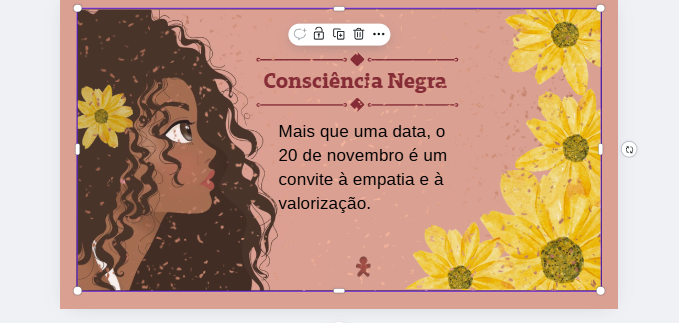 Consciência Negra
Mais que uma data, o
20 de novembro é um
convite à empatia e à
valorização.